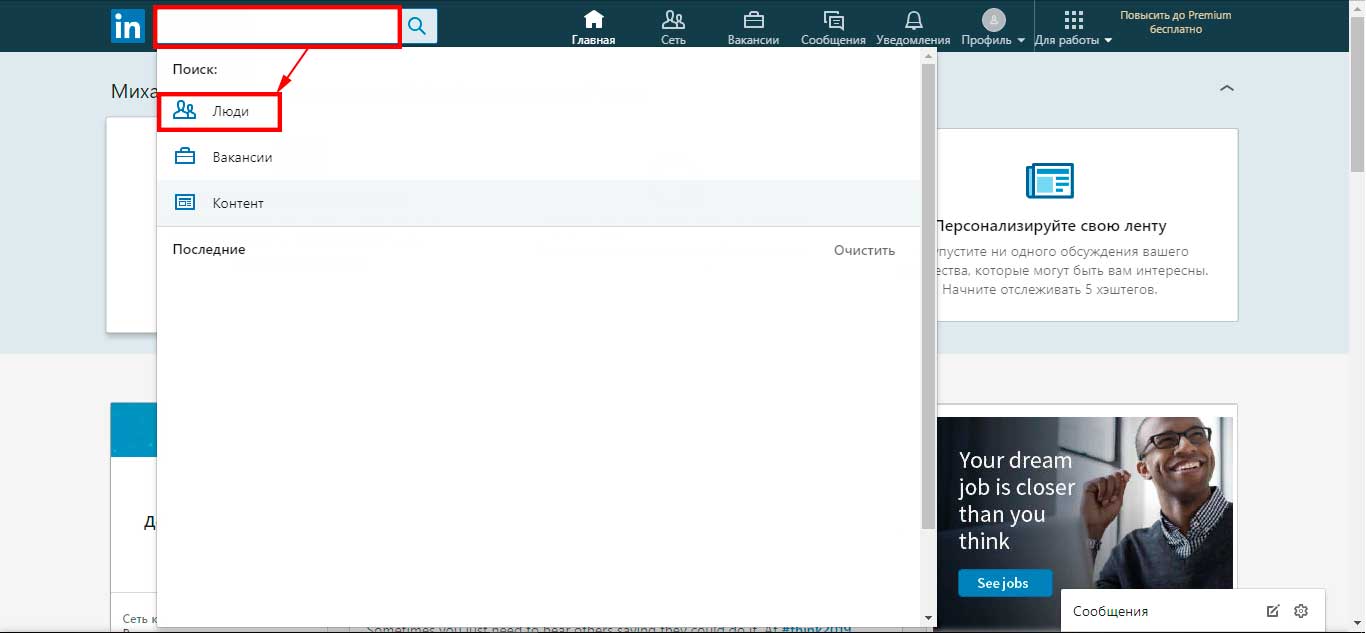 in
Главная
Сеть
Вакансии
Сообщения
Уведомления
Профиль
Для работы
Повысить до Premium
бесплатно
Поиск:
Миха
Люди
Вакансии
Контент
Последние
Очистить
Персонализируйте свою ленту
пустите ни одного обсуждения вашего
ества, которые могут быть вам интересны.
Начните отслеживать 5 хэштегов.
Your dream
job is closer
than you
think
See jobs
Сообщения
До
Сеть к
Sometimes you just need to hear others saying they could do it. At #think2019